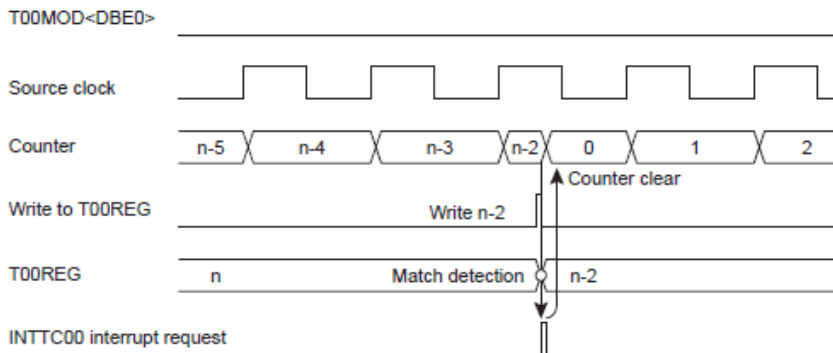 T00MOD<DBE0>
Source clock
Counter n-5 n-4 n-3 n-2 0 1 2
Counter clear
Write to T00REG Write n-2
T00REG n Match detection n-2
INTTC00 interrupt request